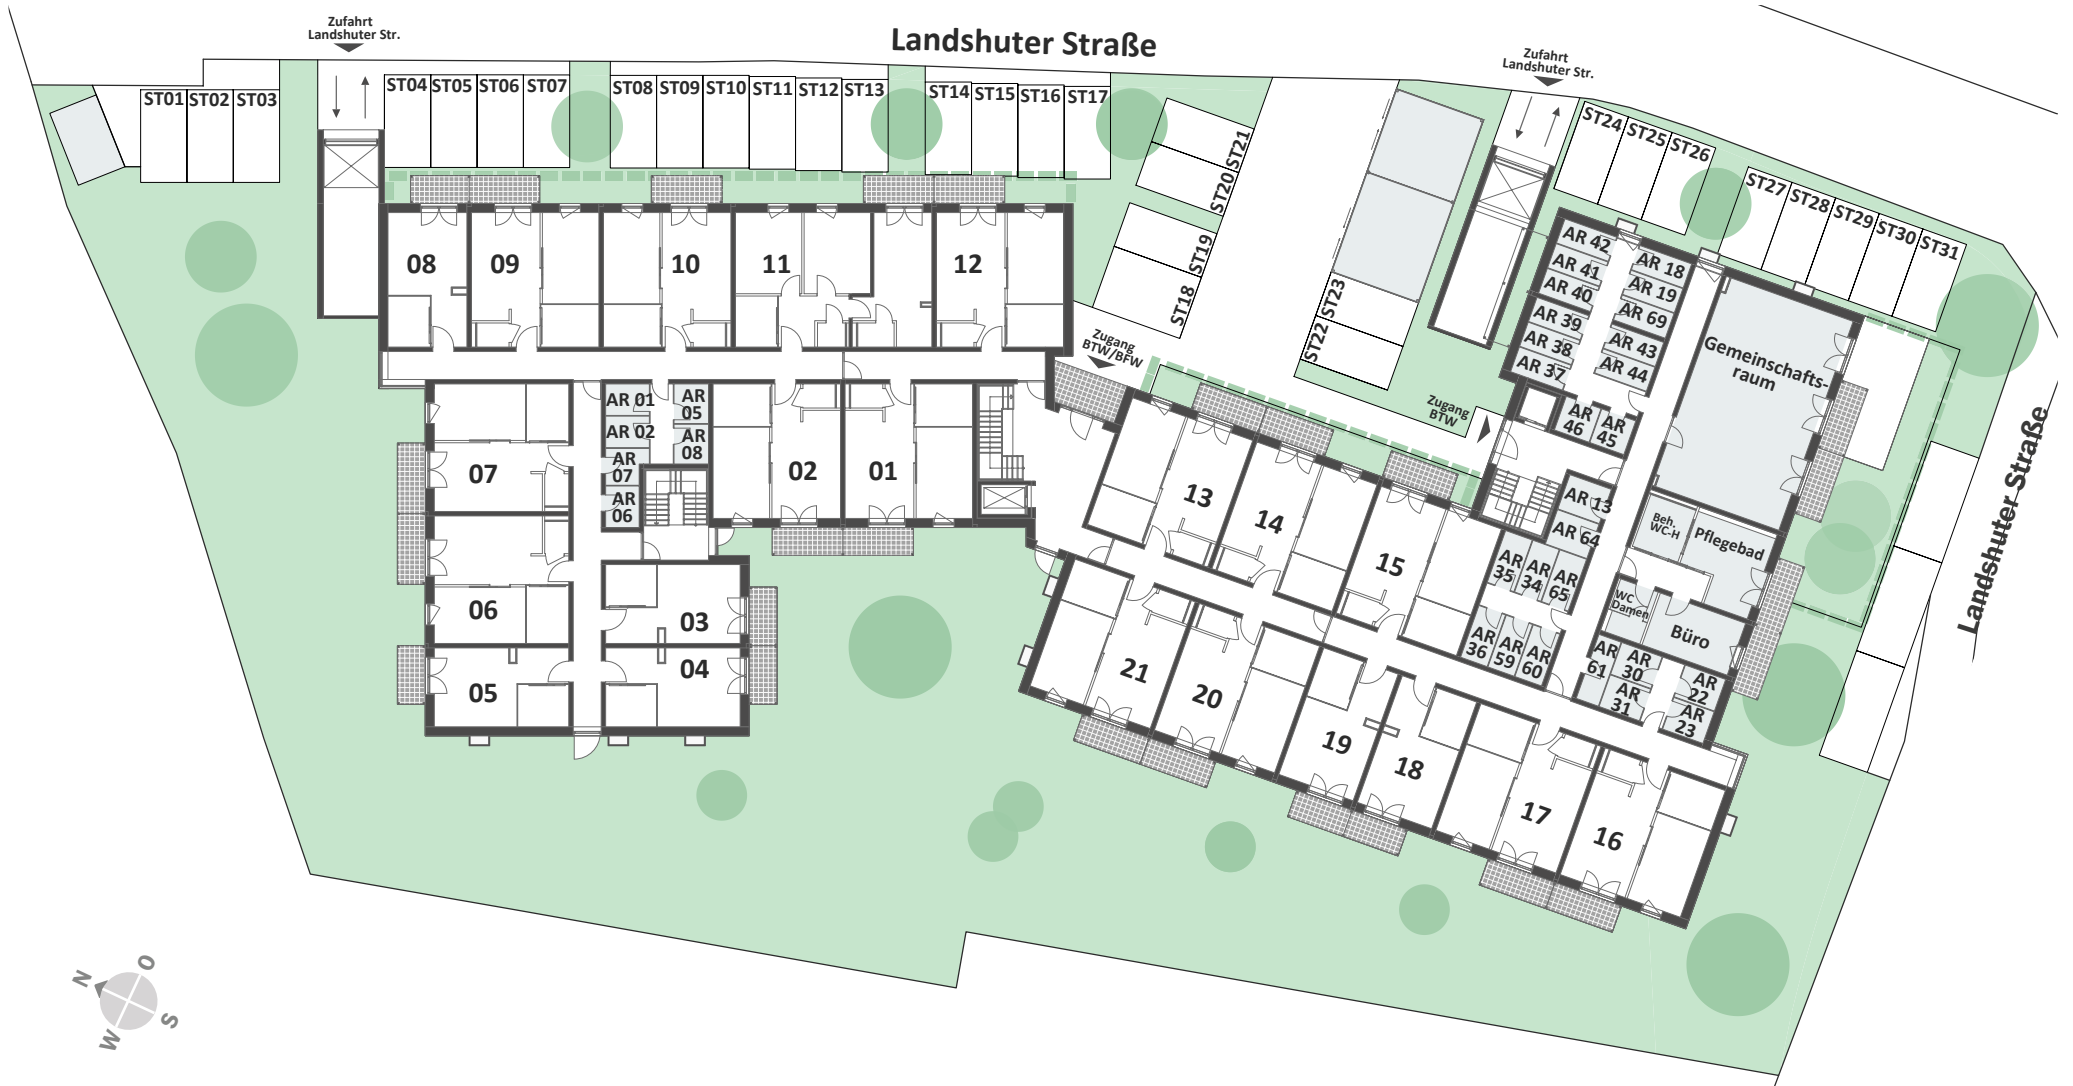 Zufahrt
Landshuter Str.
Landshuter Straße
Zufahrt
Landshuter Str.
ST01
ST02
ST03
ST04
ST05
ST06
ST07
ST08
ST09
ST10
ST11
ST12
ST13
ST14
ST15
ST16
ST17
ST21
ST20
ST19
ST18
ST23
ST22
ST24
ST25
ST26
ST27
ST28
ST29
ST30
ST31
08
09
10
11
12
Zugang
BTW/BFW
Zugang
BTW
AR 42
AR 41
AR 40
AR 39
AR 38
AR 37
AR 18
AR 19
AR 69
AR 43
AR 44
AR
46
AR
45
Gemeinschafts-
raum
Landshuter Straße
07
06
05
AR 01
AR 02
AR
07
AR
06
AR
05
AR
08
02
01
03
04
13
14
15
AR 13
AR 64
AR
35
AR
34
AR
65
AR
36
AR
59
AR
60
Beh.
WC-H
Pflegebad
WC
Damen
Büro
AR
61
AR
30
AR
31
AR
22
AR
23
21
20
19
18
17
16
N
O
S
W